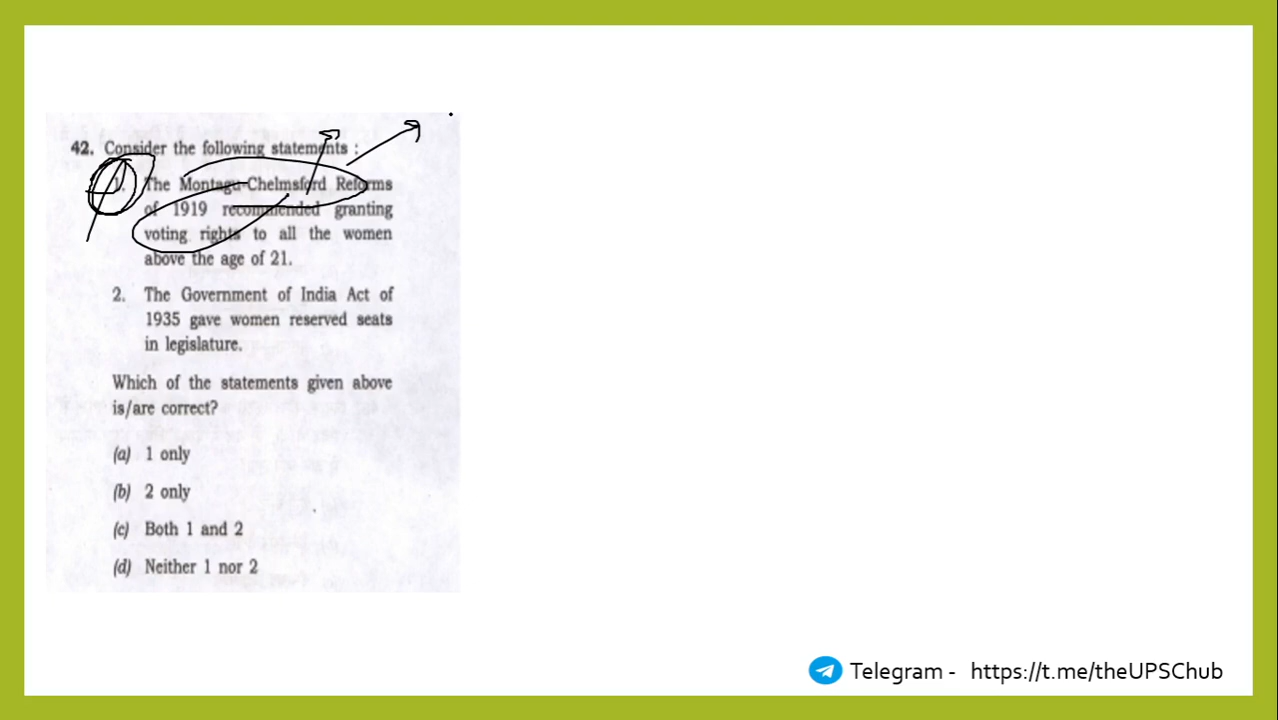 42. Consider the following statements :
1. The Montagu-Chelmsford Reforms
of 1919 recommended granting
voting rights to all the women
above the age of 21.
2. The Government of India Act of
1935 gave women reserved seats
in legislature.
Which of the statements given above
is/are correct?
(a) 1 only
(b) 2 only
(c) Both 1 and 2
(d) Neither 1 nor 2
Telegram - https://t.me/theUPSChub